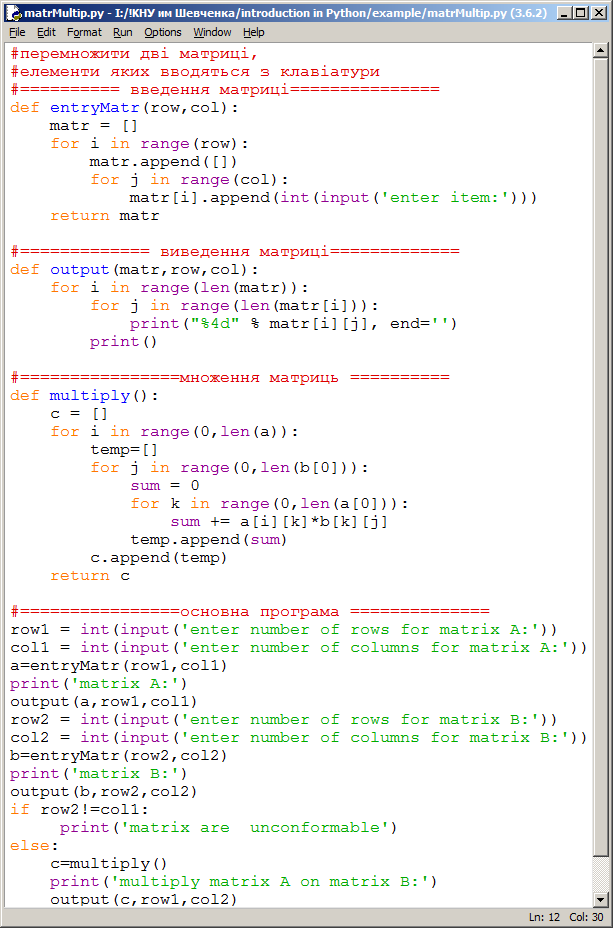 matrMultip.py - I:/!КНУ им Шевченка/introduction in Python/example/matrMultip.py (3.6.2)
File Edit Format Run Options Window Help
#перемножити дві матриці,
#елементи яких вводяться з клавіатури
#========== введення матриці===============
def entryMatr(row,col):
    matr = []
    for i in range(row):
        matr.append([])
        for j in range(col):
            matr[i].append(int(input('enter item:')))
    return matr

#============= виведення матриці=============
def output(matr,row,col):
    for i in range(len(matr)):
        for j in range(len(matr[i])):
            print("%4d" % matr[i][j], end='')
        print()

#================множення матриць ==========
def multiply():
    c = []
    for i in range(0,len(a)):
        temp=[]
        for j in range(0,len(b[0])):
            sum = 0
            for k in range(0,len(a[0])):
                sum += a[i][k]*b[k][j]
            temp.append(sum)
        c.append(temp)
    return c

#================основна програма ==============
row1 = int(input('enter number of rows for matrix A:'))
col1 = int(input('enter number of columns for matrix A:'))
a=entryMatr(row1,col1)
print('matrix A:')
output(a,row1,col1)
row2 = int(input('enter number of rows for matrix B:'))
col2 = int(input('enter number of columns for matrix B:'))
b=entryMatr(row2,col2)
print('matrix B:')
output(b,row2,col2)
if row2!=col1:
     print('matrix are  unconformable')
else:
    c=multiply()
    print('multiply matrix A on matrix B:')
    output(c,row1,col2)
Ln: 12 Col: 30